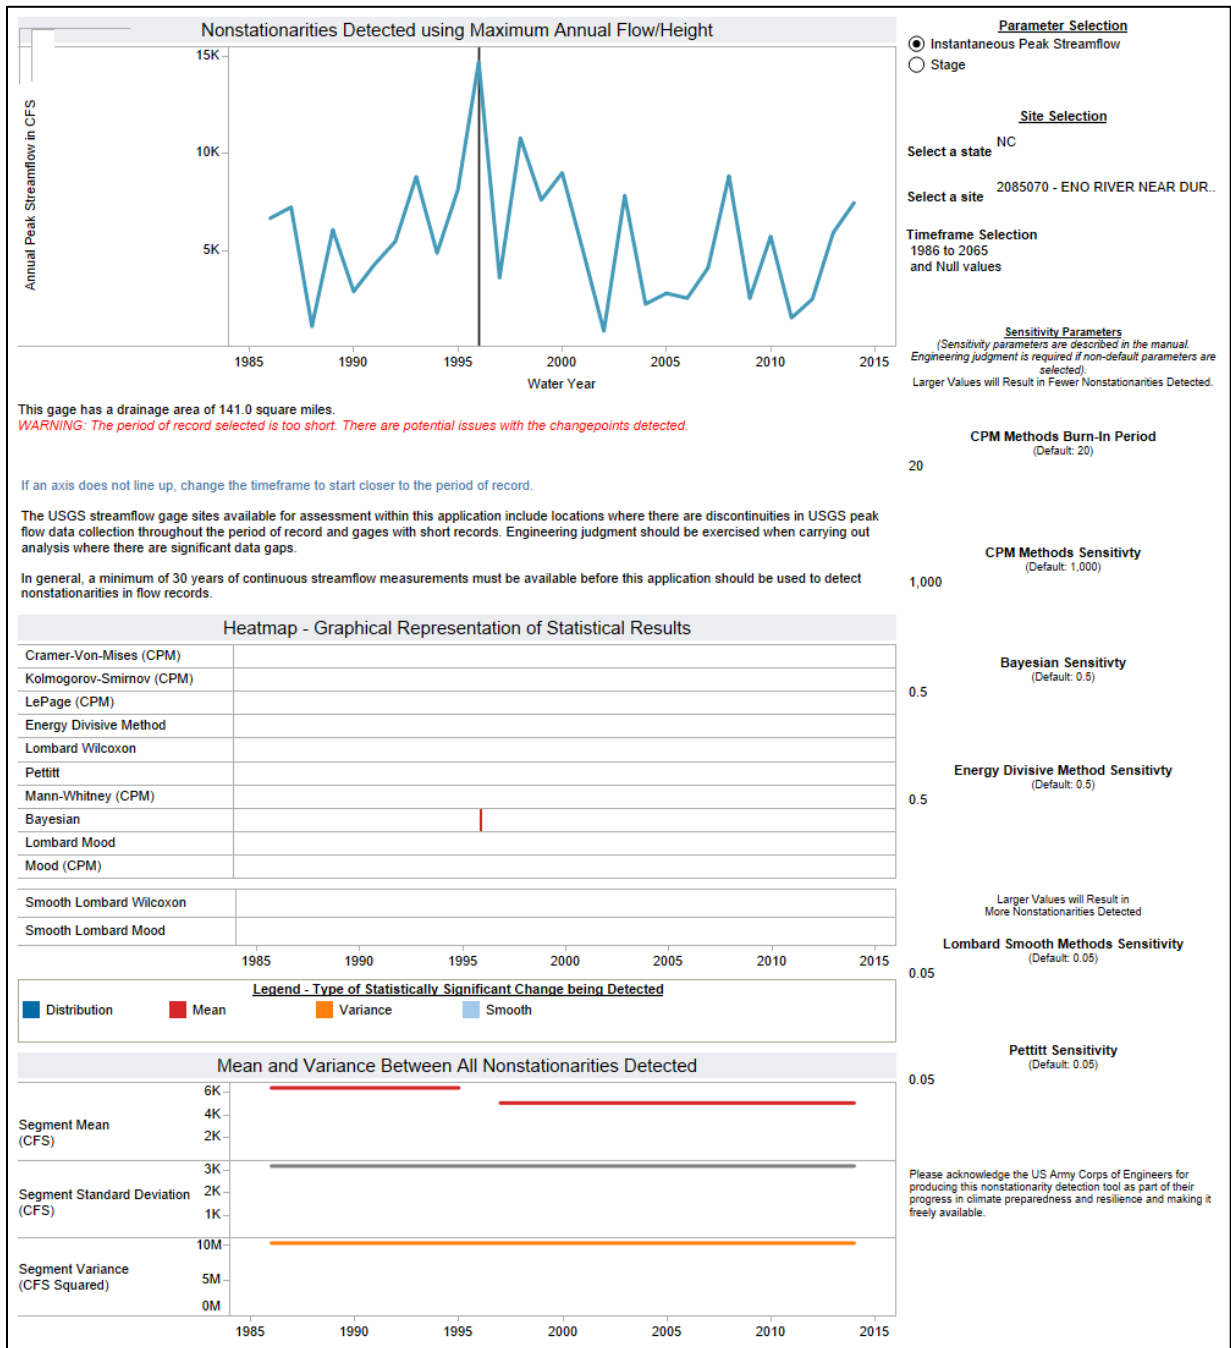 Nonstationarities Detected using Maximum Annual Flow/Height
Annual Peak Streamflow in CFS
15K
10K
5K
1985 1990 1995 2000 2005 2010 2015
Water Year
This gage has a drainage area of 141.0 square miles.
WARNING: The period of record selected is too short. There are potential issues with the changepoints detected.
If an axis does not line up, change the timeframe to start closer to the period of record.
The USGS streamflow gage sites available for assessment within this application include locations where there are discontinuities in USGS peak
flow data collection throughout the period of record and gages with short records. Engineering judgment should be exercised when carrying out
analysis where there are significant data gaps.
In general, a minimum of 30 years of continuous streamflow measurements must be available before this application should be used to detect
nonstationarities in flow records.
Heatmap - Graphical Representation of Statistical Results
Cramer-Von-Mises (CPM)
Kolmogorov-Smirnov (CPM)
LePage (CPM)
Energy Divisive Method
Lombard Wilcoxon
Pettitt
Mann-Whitney (CPM)
Bayesian
Lombard Mood
Mood (CPM)
Smooth Lombard Wilcoxon
Smooth Lombard Mood
1985 1990 1995 2000 2005 2010 2015
Legend - Type of Statistically Significant Change being Detected
Distribution Mean Variance Smooth
Mean and Variance Between All Nonstationarities Detected
Segment Mean
(CFS)
6K
4K
2K
Segment Standard Deviation
(CFS)
3K
2K
1K
Segment Variance
(CFS Squared)
10M
5M
0M
1985 1990 1995 2000 2005 2010 2015
Parameter Selection
Instantaneous Peak Streamflow
Stage
Site Selection
Select a state NC
Select a site 2085070 - ENO RIVER NEAR DUR..
Timeframe Selection
1986 to 2065
and Null values
Sensitivity Parameters
(Sensitivity parameters are described in the manual.
Engineering judgment is required if non-default parameters are
selected).
Larger Values will Result in Fewer Nonstationarities Detected.
CPM Methods Burn-In Period
(Default: 20)
20
CPM Methods Sensitivty
(Default: 1,000)
1,000
Bayesian Sensitivty
(Default: 0.5)
0.5
Energy Divisive Method Sensitivty
(Default: 0.5)
0.5
Larger Values will Result in
More Nonstationarities Detected
Lombard Smooth Methods Sensitivity
(Default: 0.05)
0.05
Pettitt Sensitivity
(Default: 0.05)
0.05
Please acknowledge the US Army Corps of Engineers for
producing this nonstationarity detection tool as part of their
progress in climate preparedness and resilience and making it
freely available.